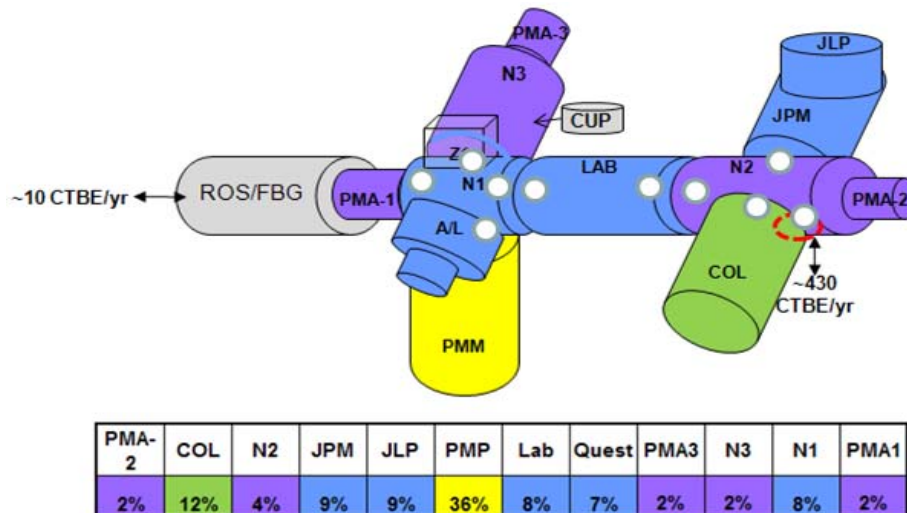 PMA-3
JLP
N3
JPM
CUP
Z
LAB
N2
~10 CTBE/yr
ROS/FBG
PMA-1
N1
PMA-2
A/L
COL
~430
CTBE/yr
PMM
PMA-2 COL N2 JPM JLP PMP Lab Quest PMA3 N3 N1 PMA1
2% 12% 4% 9% 9% 36% 8% 7% 2% 2% 8% 2%